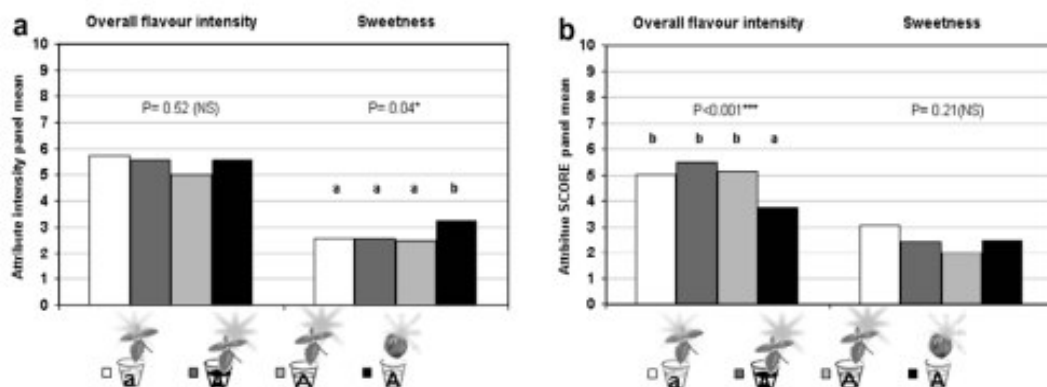 a
Overall flavour intensity Sweetness
Attribute intensity panel mean
10
9
8
7
6
5
4
3
2
1
0
P= 0.52 (NS) P= 0.04*
a a a b
a A A
b
Overall flavour intensity Sweetness
Attibitue SCORE panel mean
10
9
8
7
6
5
4
3
2
1
0
P<0.001*** P= 0.21(NS)
b b b a
a A A